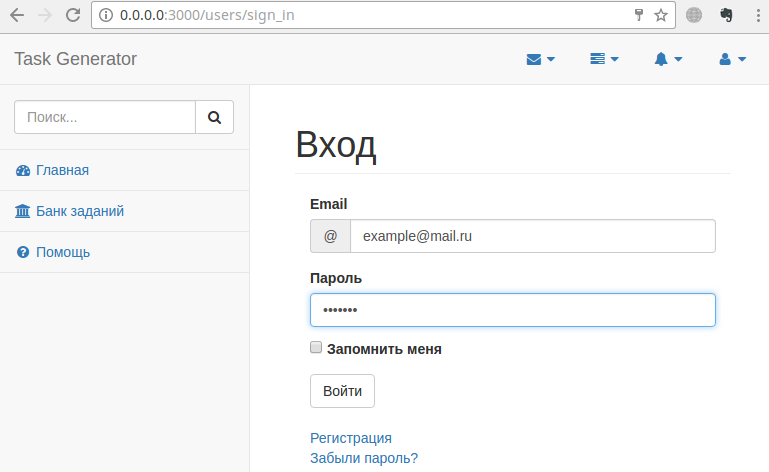 0.0.0.0:3000/users/sign_in
Task Generator
Поиск...
Главная
Банк заданий
Помощь
Вход
Email
@ example@mail.ru
Пароль
•••••••
Запомнить меня
Войти
Регистрация
Забыли пароль?